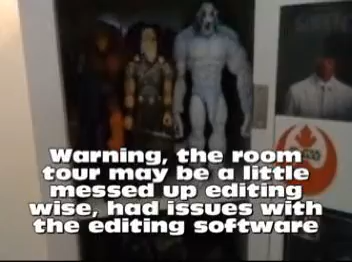 Warning, the room
tour may be a little
messed up editing
wise, had issues with
the editing software